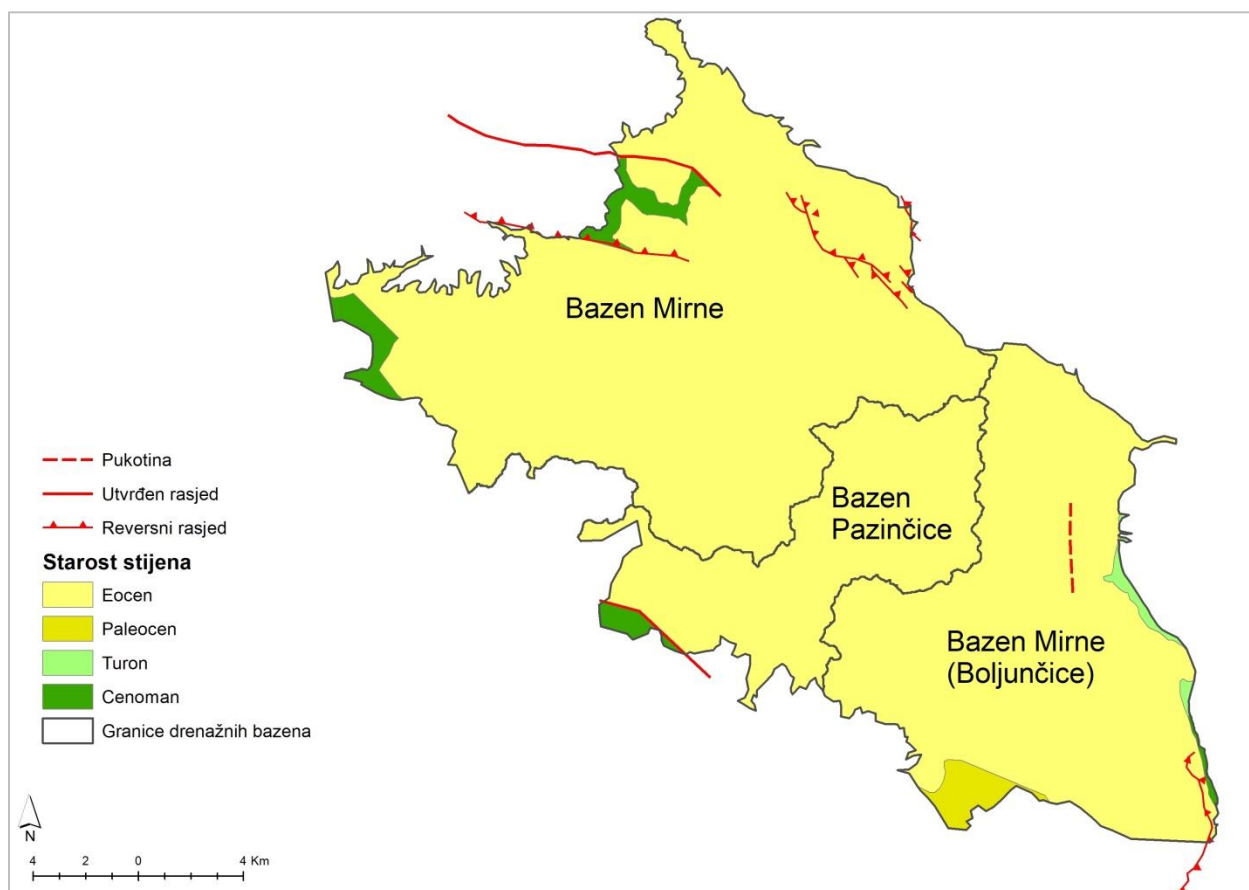 Bazen Mirne
Bazen
Pazinčice
Bazen Mirne
(Boljunčice)
Pukotina
Utvrđen rasjed
Reversni rasjed
Starost stijena
Eocen
Paleocen
Turon
Cenoman
Granice drenažnih bazena
N
4 2 0 4 Km